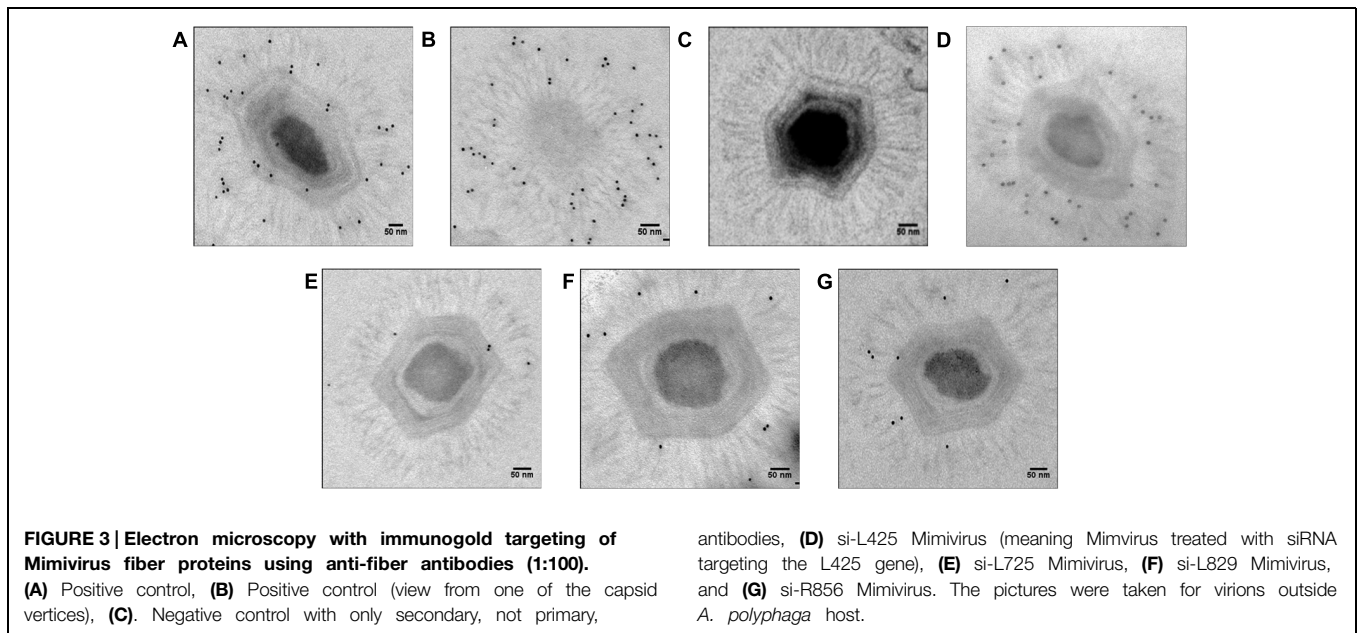 A
B
C
D
50 nm
50 nm
50 nm
50 nm
E
F
G
50 nm
50 nm
50 nm
FIGURE 3 | Electron microscopy with immunogold targeting of
Mimivirus fiber proteins using anti-fiber antibodies (1:100).
(A) Positive control, (B) Positive control (view from one of the capsid
vertices), (C). Negative control with only secondary, not primary,
antibodies, (D) si-L425 Mimivirus (meaning Mimvirus treated with siRNA
targeting the L425 gene), (E) si-L725 Mimivirus, (F) si-L829 Mimivirus,
and (G) si-R856 Mimivirus. The pictures were taken for virions outside
A. polyphaga host.